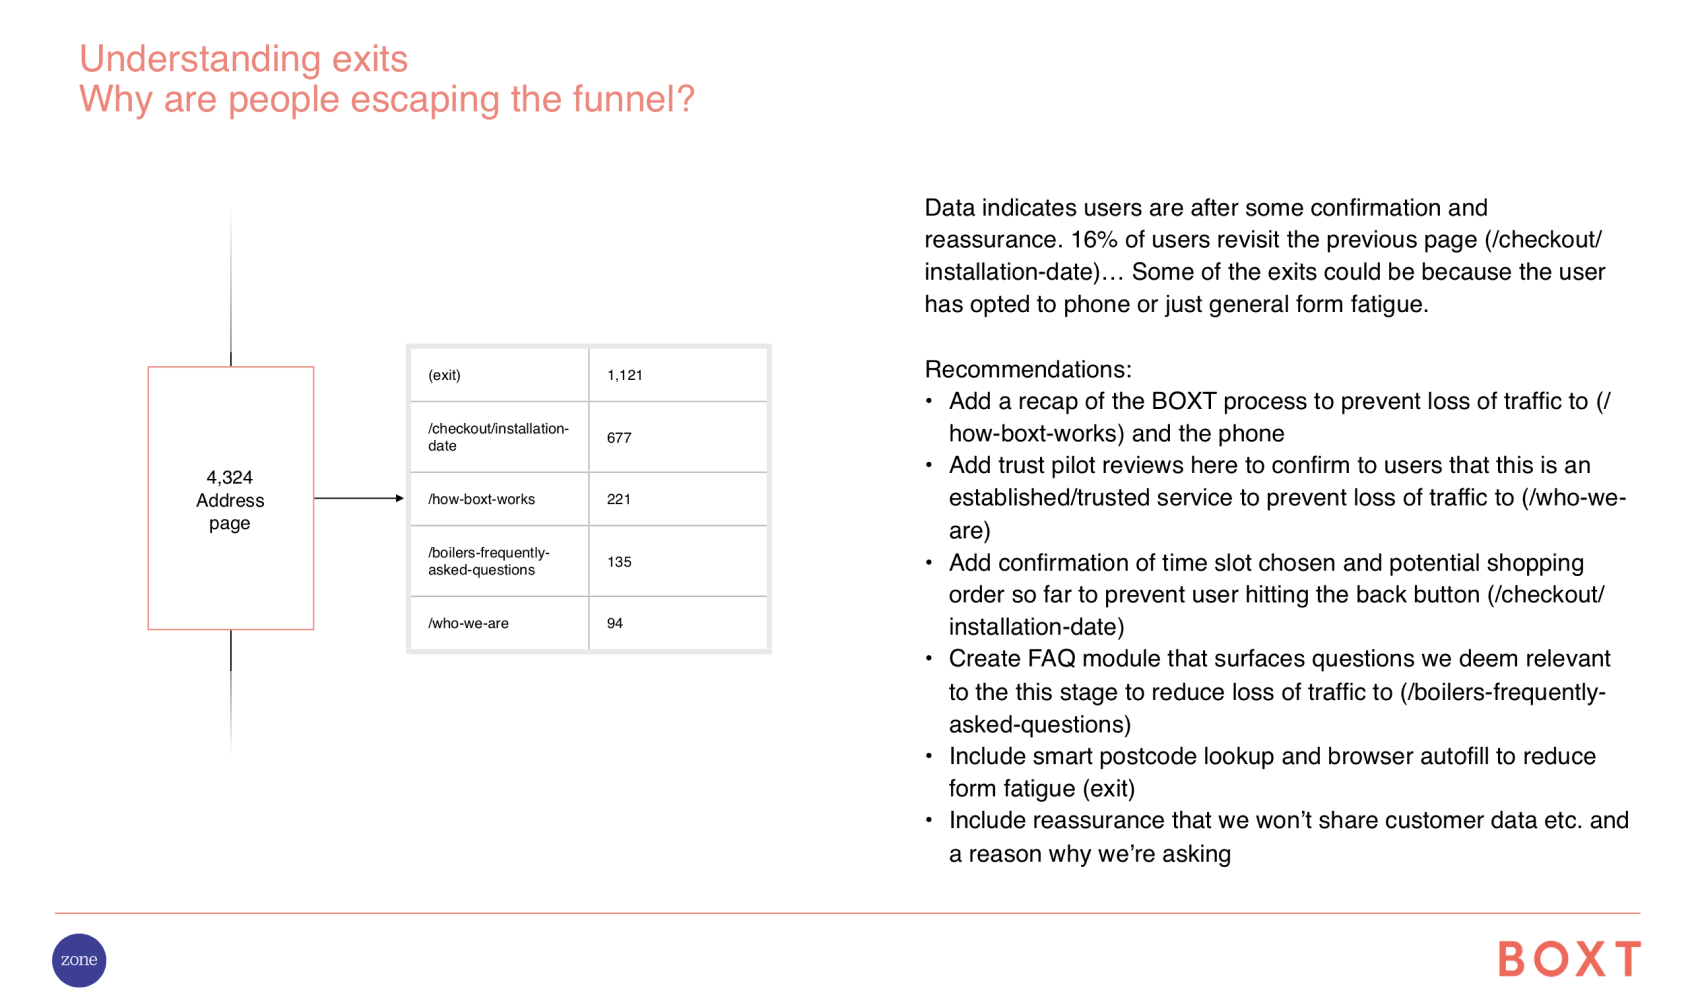 Understanding exits
Why are people escaping the funnel?
4,324
Address
page
(exit)
1,121
/checkout/installation-
date
677
/how-boxt-works
221
/boilers-frequently-
asked-questions
135
/who-we-are
94
Data indicates users are after some confirmation and
reassurance. 16% of users revisit the previous page (/checkout/
installation-date)… Some of the exits could be because the user
has opted to phone or just general form fatigue.
Recommendations:
• Add a recap of the BOXT process to prevent loss of traffic to (/
how-boxt-works) and the phone
• Add trust pilot reviews here to confirm to users that this is an
established/trusted service to prevent loss of traffic to (/who-we-
are)
• Add confirmation of time slot chosen and potential shopping
order so far to prevent user hitting the back button (/checkout/
installation-date)
• Create FAQ module that surfaces questions we deem relevant
to the this stage to reduce loss of traffic to (/boilers-frequently-
asked-questions)
• Include smart postcode lookup and browser autofill to reduce
form fatigue (exit)
• Include reassurance that we won’t share customer data etc. and
a reason why we’re asking
zone
BOXT